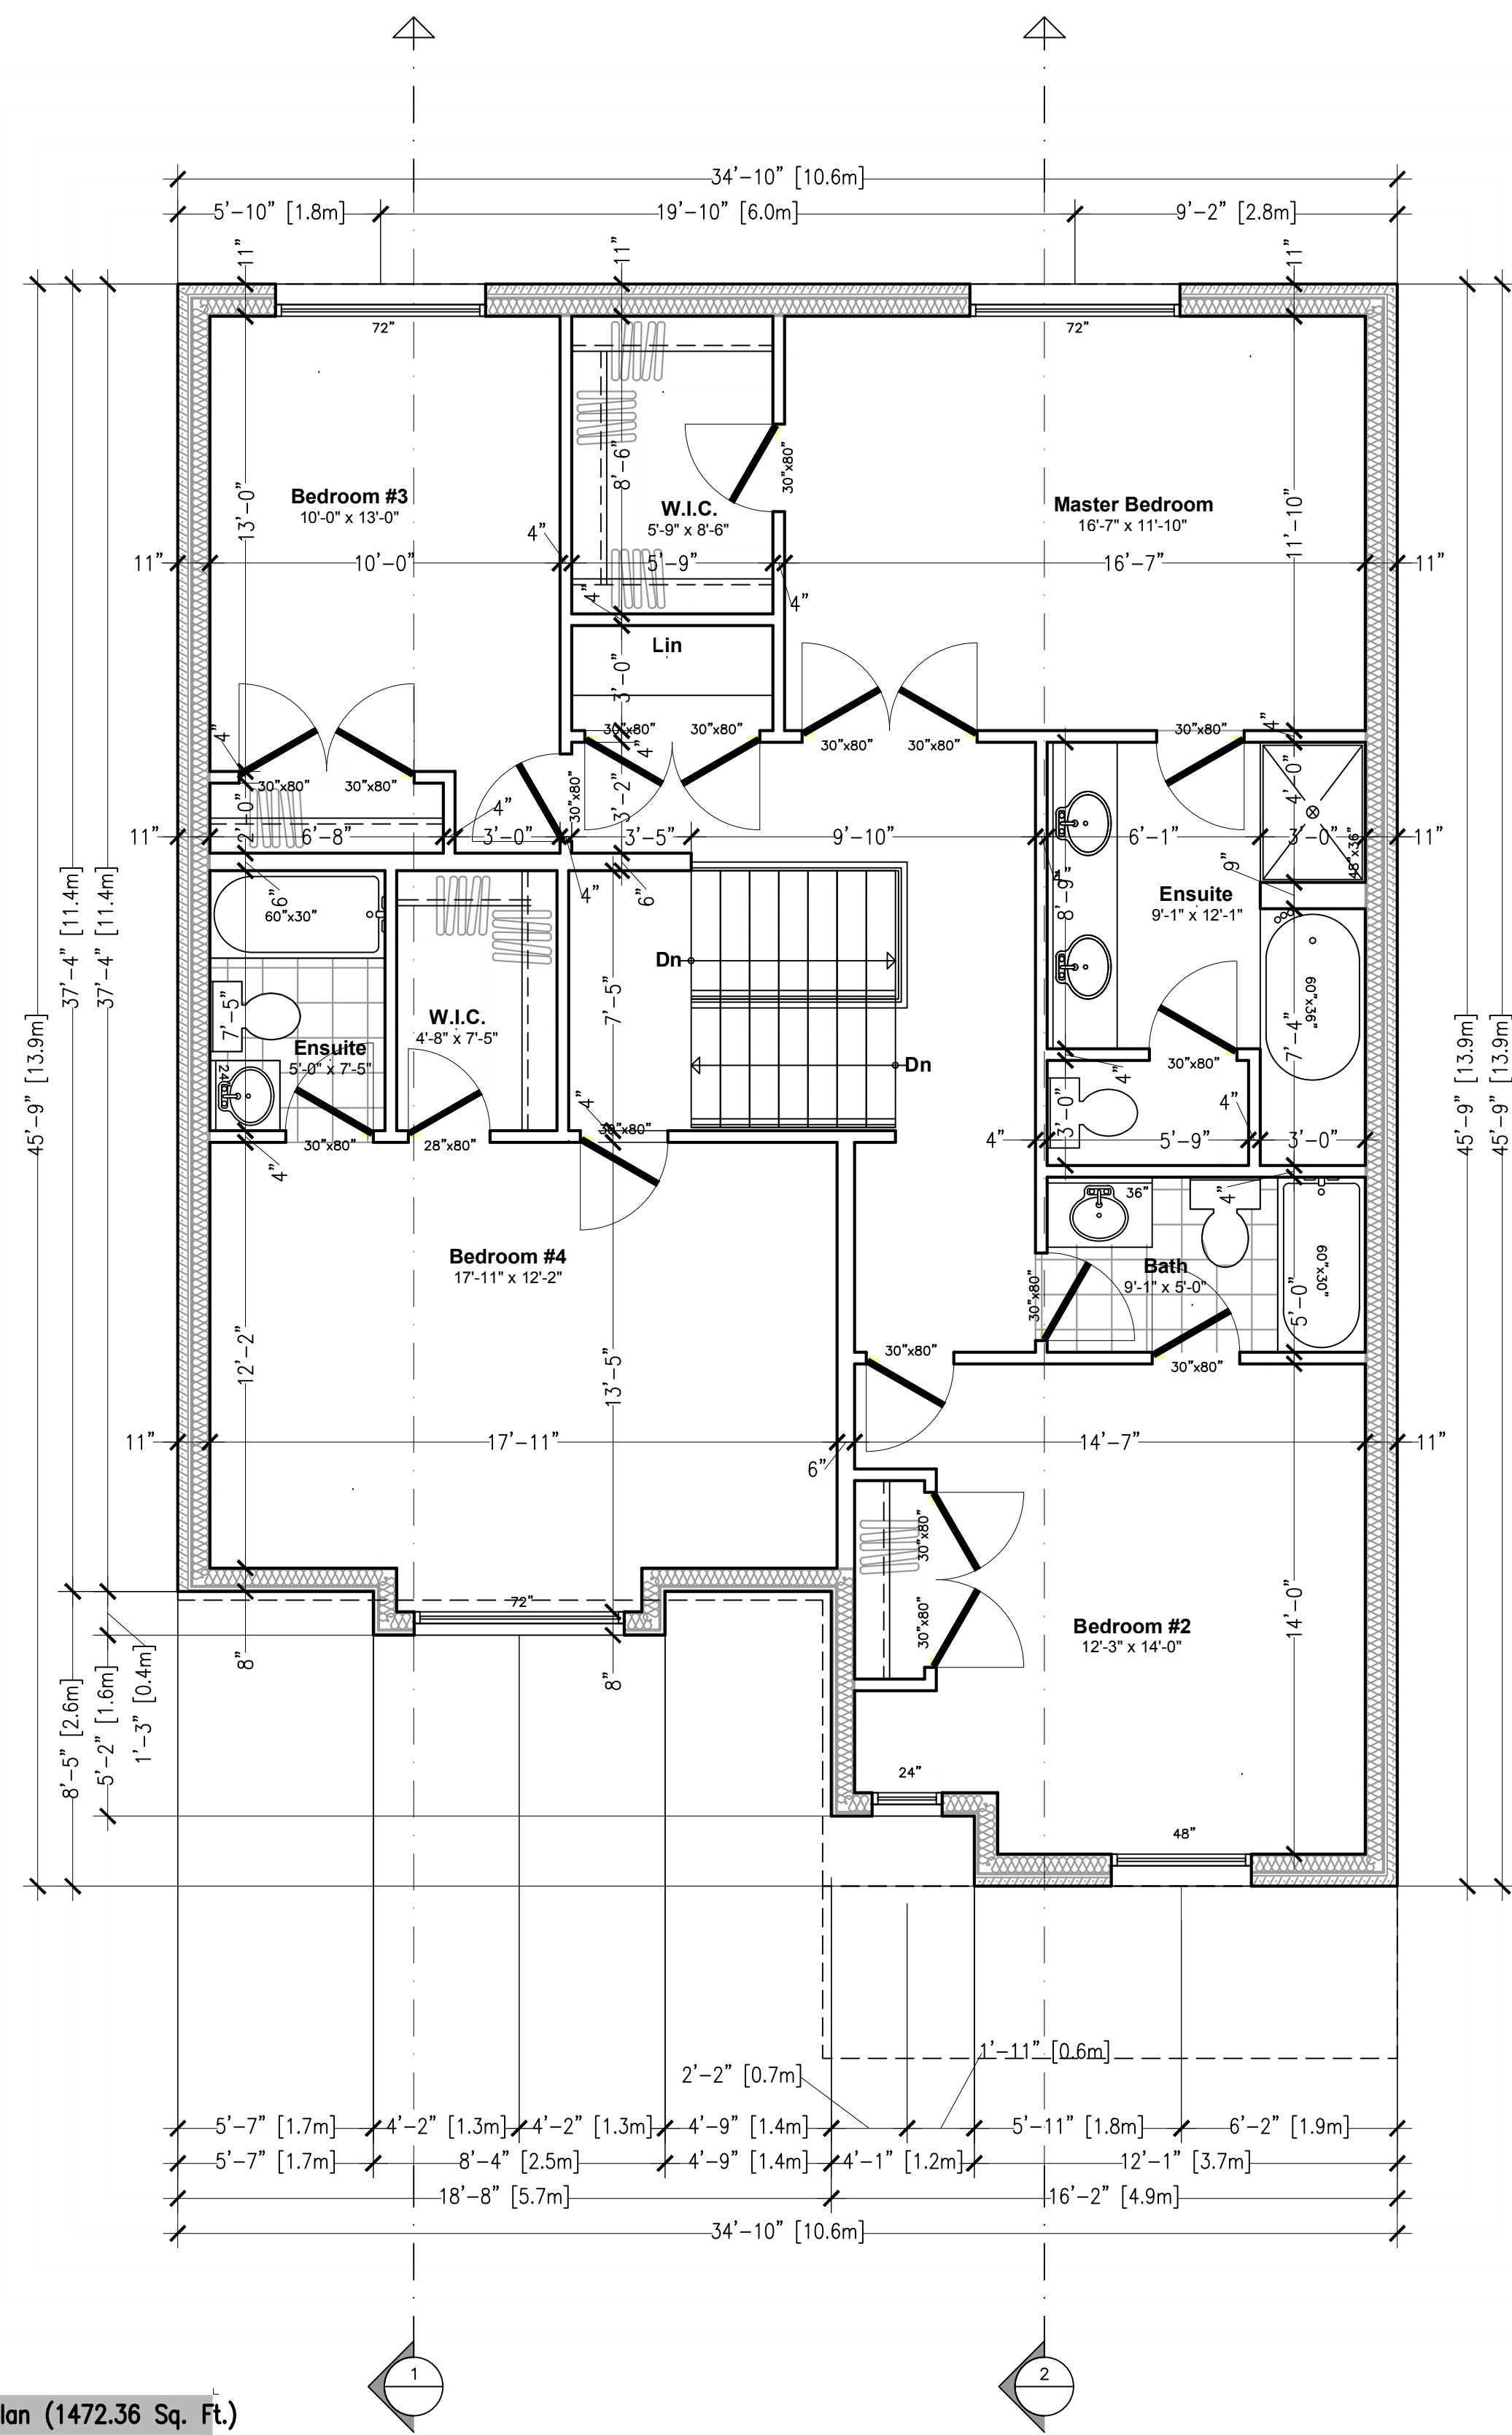 34'-10" [10.6m]
5'-10" [1.8m] 19'-10" [6.0m] 9'-2" [2.8m]
11" 11" 11"
72" 72"
Bedroom #3
10'-0" x 13'-0"
13'-0"
8'-6"
W.I.C.
5'-9" x 8'-6"
30"x80"
Master Bedroom
16'-7" x 11'-10"
11'-10"
11" 10'-0" 4" 5'-9" 4" 16'-7" 11"
4"
Lin
3'-0"
30"x80" 30"x80"
30"x80" 30"x80"
30"x80"
4"
4"
4"
30"x80" 30"x80"
30"x80"
4"
3'-2"
4'-0"
2'-0"
11" 6'-8" 3'-0" 3'-5" 9'-10" 6'-1" 3'-0" 11"
48"x36"
6"
4"
6"
4"
8'-9"
9"
Ensuite
9'-1" x 12'-1"
60"x30"
Dn
7'-5"
7'-5"
W.I.C.
4'-8" x 7'-5"
Ensuite
5'-0" x 7'-5"
24"
60"x36"
7'-4"
Dn
30"x80"
4"
3'-0"
4"
4"
30"x80"
30"x80" 28"x80"
4"
4" 5'-9" 3'-0"
4"
36"
Bath
9'-1" x 5'-0"
60"x30"
5'-0"
30"x80"
30"x80"
30"x80"
Bedroom #4
17'-11" x 12'-2"
12'-2"
13'-5"
11" 17'-11" 6" 14'-7" 11"
30"x80"
30"x80"
72"
Bedroom #2
12'-3" x 14'-0"
14'-0"
8"
8"
24"
48"
45'-9" [13.9m]
37'-4" [11.4m]
37'-4" [11.4m]
8'-5" [2.6m]
5'-2" [1.6m]
1'-3" [0.4m]
45'-9" [13.9m]
45'-9" [13.9m]
1'-11" [0.6m]
2'-2" [0.7m]
5'-7" [1.7m] 4'-2" [1.3m] 4'-2" [1.3m] 4'-9" [1.4m] 5'-11" [1.8m] 6'-2" [1.9m]
5'-7" [1.7m] 8'-4" [2.5m] 4'-9" [1.4m] 4'-1" [1.2m] 12'-1" [3.7m]
18'-8" [5.7m] 16'-2" [4.9m]
34'-10" [10.6m]
1 2
lan (1472.36 Sq. Ft.)